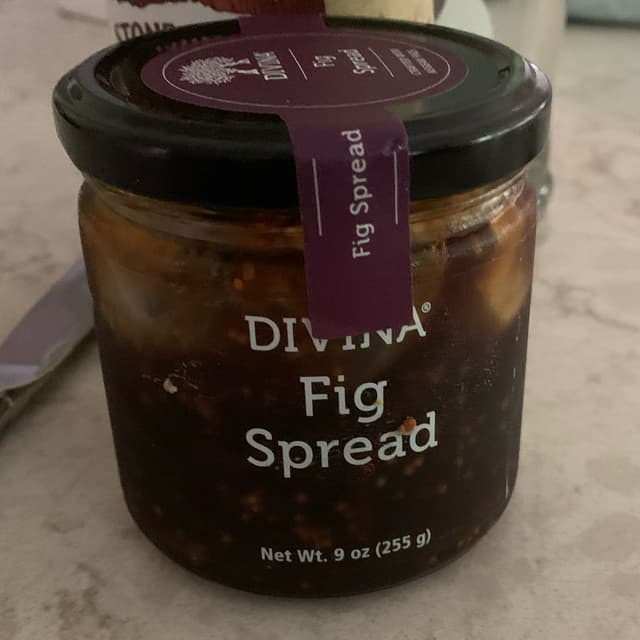 DIVINA
Fig
Spread
Fig Spread
DIVINA®
Fig
Spread
Net Wt. 9 oz (255 g)